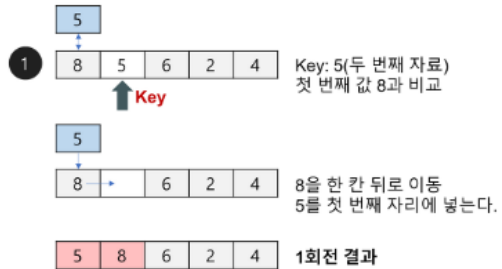 5
1
8 5 6 2 4
Key: 5(두 번째 자료)
첫 번째 값 8과 비교
Key
5
8 6 2 4
8을 한 칸 뒤로 이동
5를 첫 번째 자리에 넣는다.
5 8 6 2 4
1회전 결과